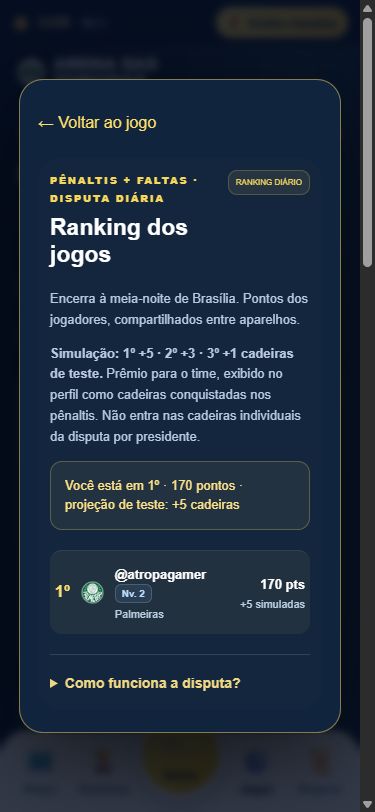 ← Voltar ao jogo
PÊNALTIS + FALTAS ·
DISPUTA DIÁRIA
RANKING DIÁRIO
Ranking dos
jogos
Encerra à meia-noite de Brasília. Pontos dos
jogadores, compartilhados entre aparelhos.
Simulação: 1º +5 · 2º +3 · 3º +1 cadeiras
de teste. Prêmio para o time, exibido no
perfil como cadeiras conquistadas nos
pênaltis. Não entra nas cadeiras individuais
da disputa por presidente.
Você está em 1º · 170 pontos ·
projeção de teste: +5 cadeiras
1º
@atropagamer
Nv. 2
Palmeiras
170 pts
+5 simuladas
▶ Como funciona a disputa?